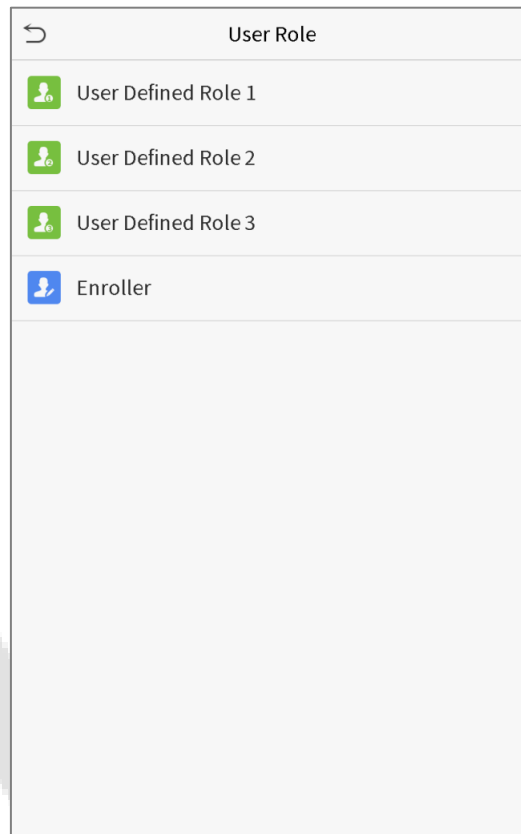 User Role
User Defined Role 1
User Defined Role 2
User Defined Role 3
Enroller